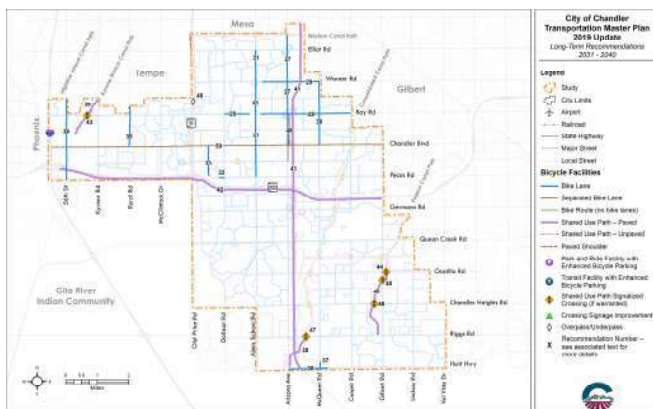 City of Chandler
Transportation Master Plan
2019 Update
Long-Term Recommendations
2031 - 2040
Legend
Study
City Limits
Airport
Railroad
State Highway
Major Street
Local Street
Bicycle Facilities
Bike Lane
Separated Bike Lane
Bike Route (no bike lanes)
Shared Use Path – Paved
Shared Use Path – Unpaved
Paved Shoulder
Park and Ride Facility with
Enhanced Bicycle Parking
Transit Facility with Enhanced
Bicycle Parking
Shared Use Path Signalized
Crossing (if warranted)
Crossing Signage Improvement
Overpass/Underpass
X
Recommendation Number –
see associated text for
more details
Mesa
Tempe
Gilbert
Phoenix
Gila River
Indian Community
Elliot Rd
Warner Rd
Ray Rd
Chandler Blvd
Pecos Rd
Germann Rd
Queen Creek Rd
Ocotillo Rd
Chandler Heights Rd
Riggs Rd
Hunt Hwy
56th St
Kyrene Rd
Rural Rd
McClintock Dr
Old Price Rd
Dobson Rd
Alma School Rd
Arizona Ave
McQueen Rd
Cooper Rd
Gilbert Rd
Lindsay Rd
Val Vista Dr
Miles